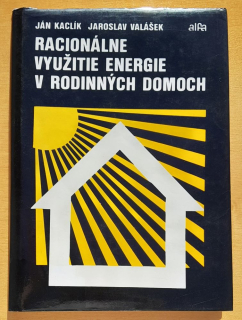 JÁN KACLÍK JAROSLAV VALÁŠEK alfa
RACIONÁLNE
VYUŽITIE ENERGIE
V RODINNÝCH DOMOCH